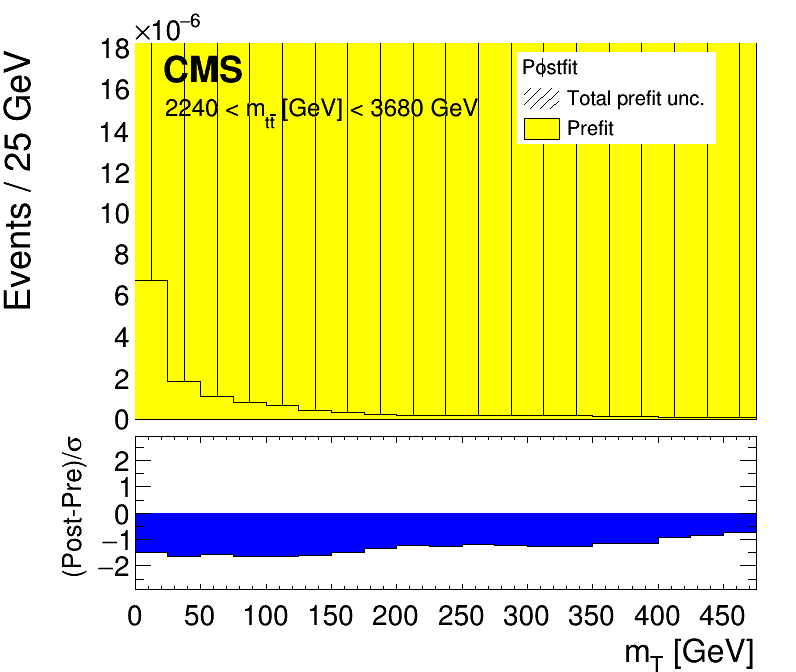 ×10⁻⁶
Events / 25 GeV
18
16
14
12
10
8
6
4
2
0
CMS
2240 < m_tt̄ [GeV] < 3680 GeV
Postfit
Total prefit unc.
Prefit
(Post-Pre)/σ
2
1
0
−1
−2
0 50 100 150 200 250 300 350 400 450
m_T [GeV]